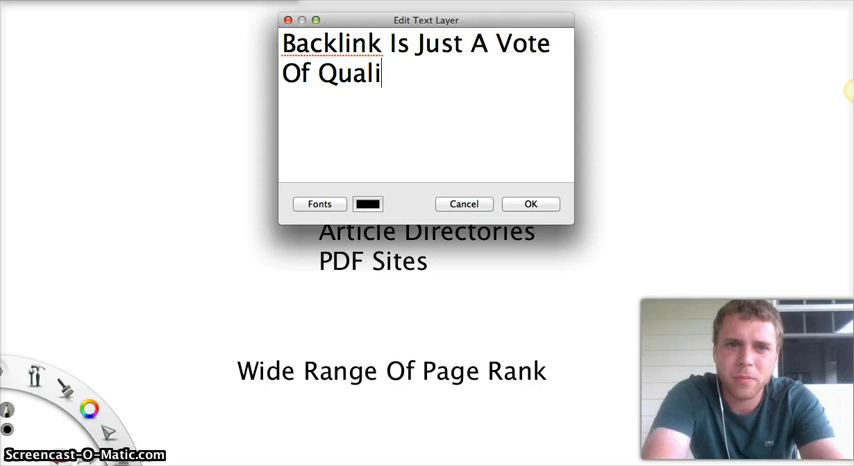 Edit Text Layer
Backlink Is Just A Vote
Of Quali
Fonts
Cancel
OK
Article Directories
PDF Sites
Wide Range Of Page Rank
Screencast-O-Matic.com